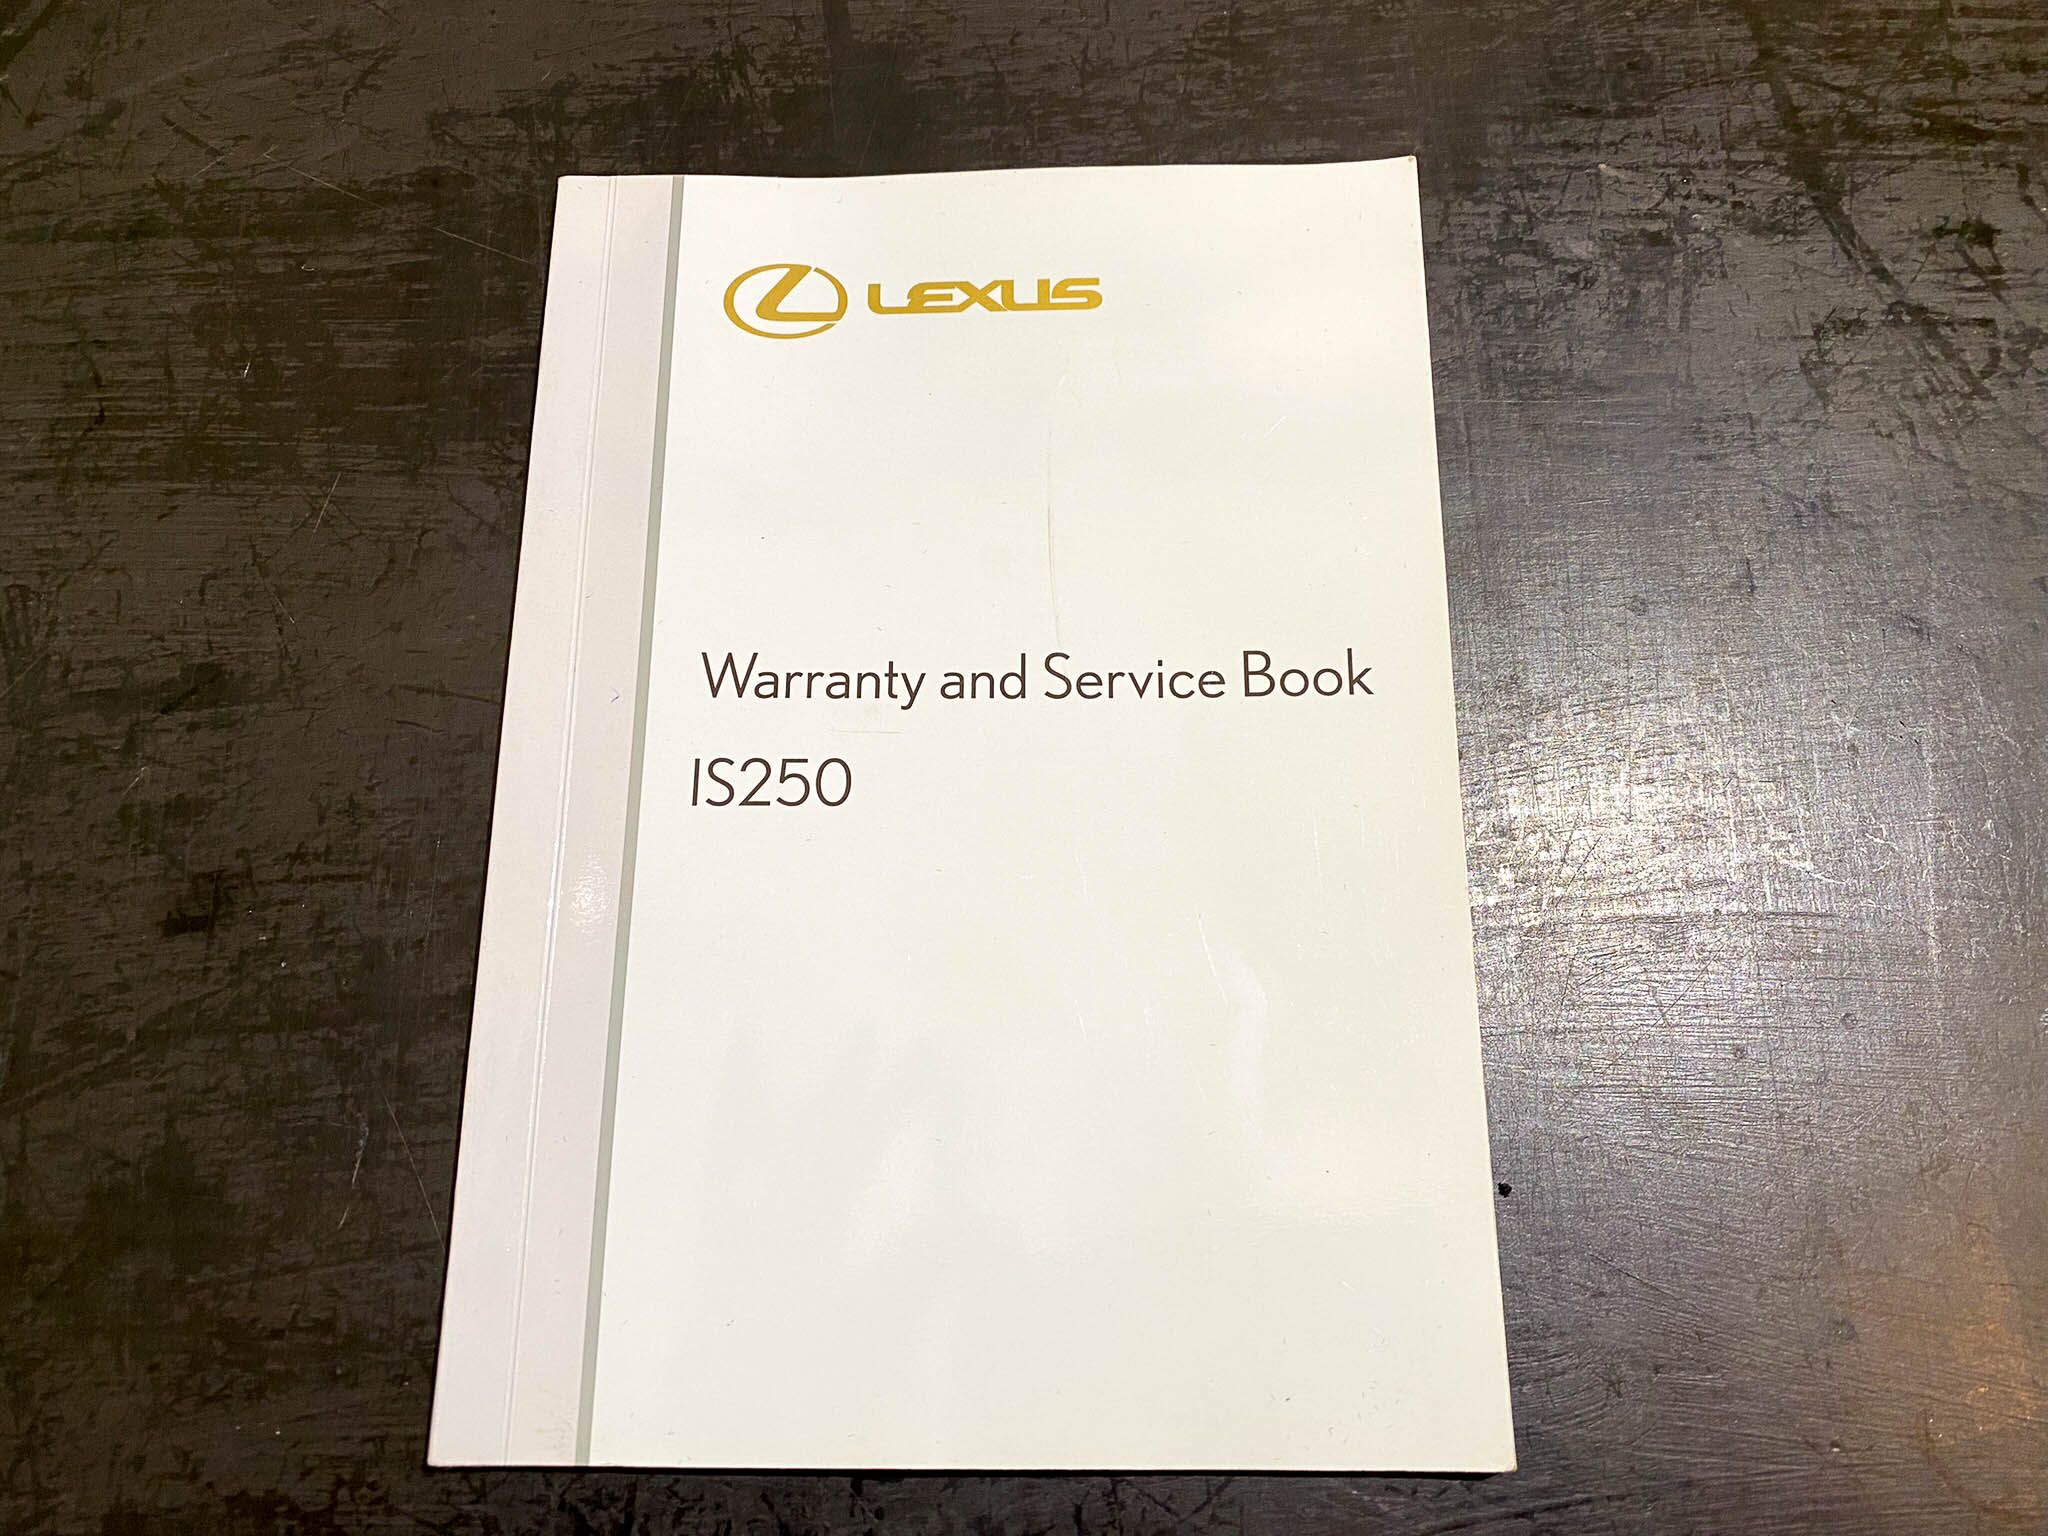 LEXUS
Warranty and Service Book
IS250